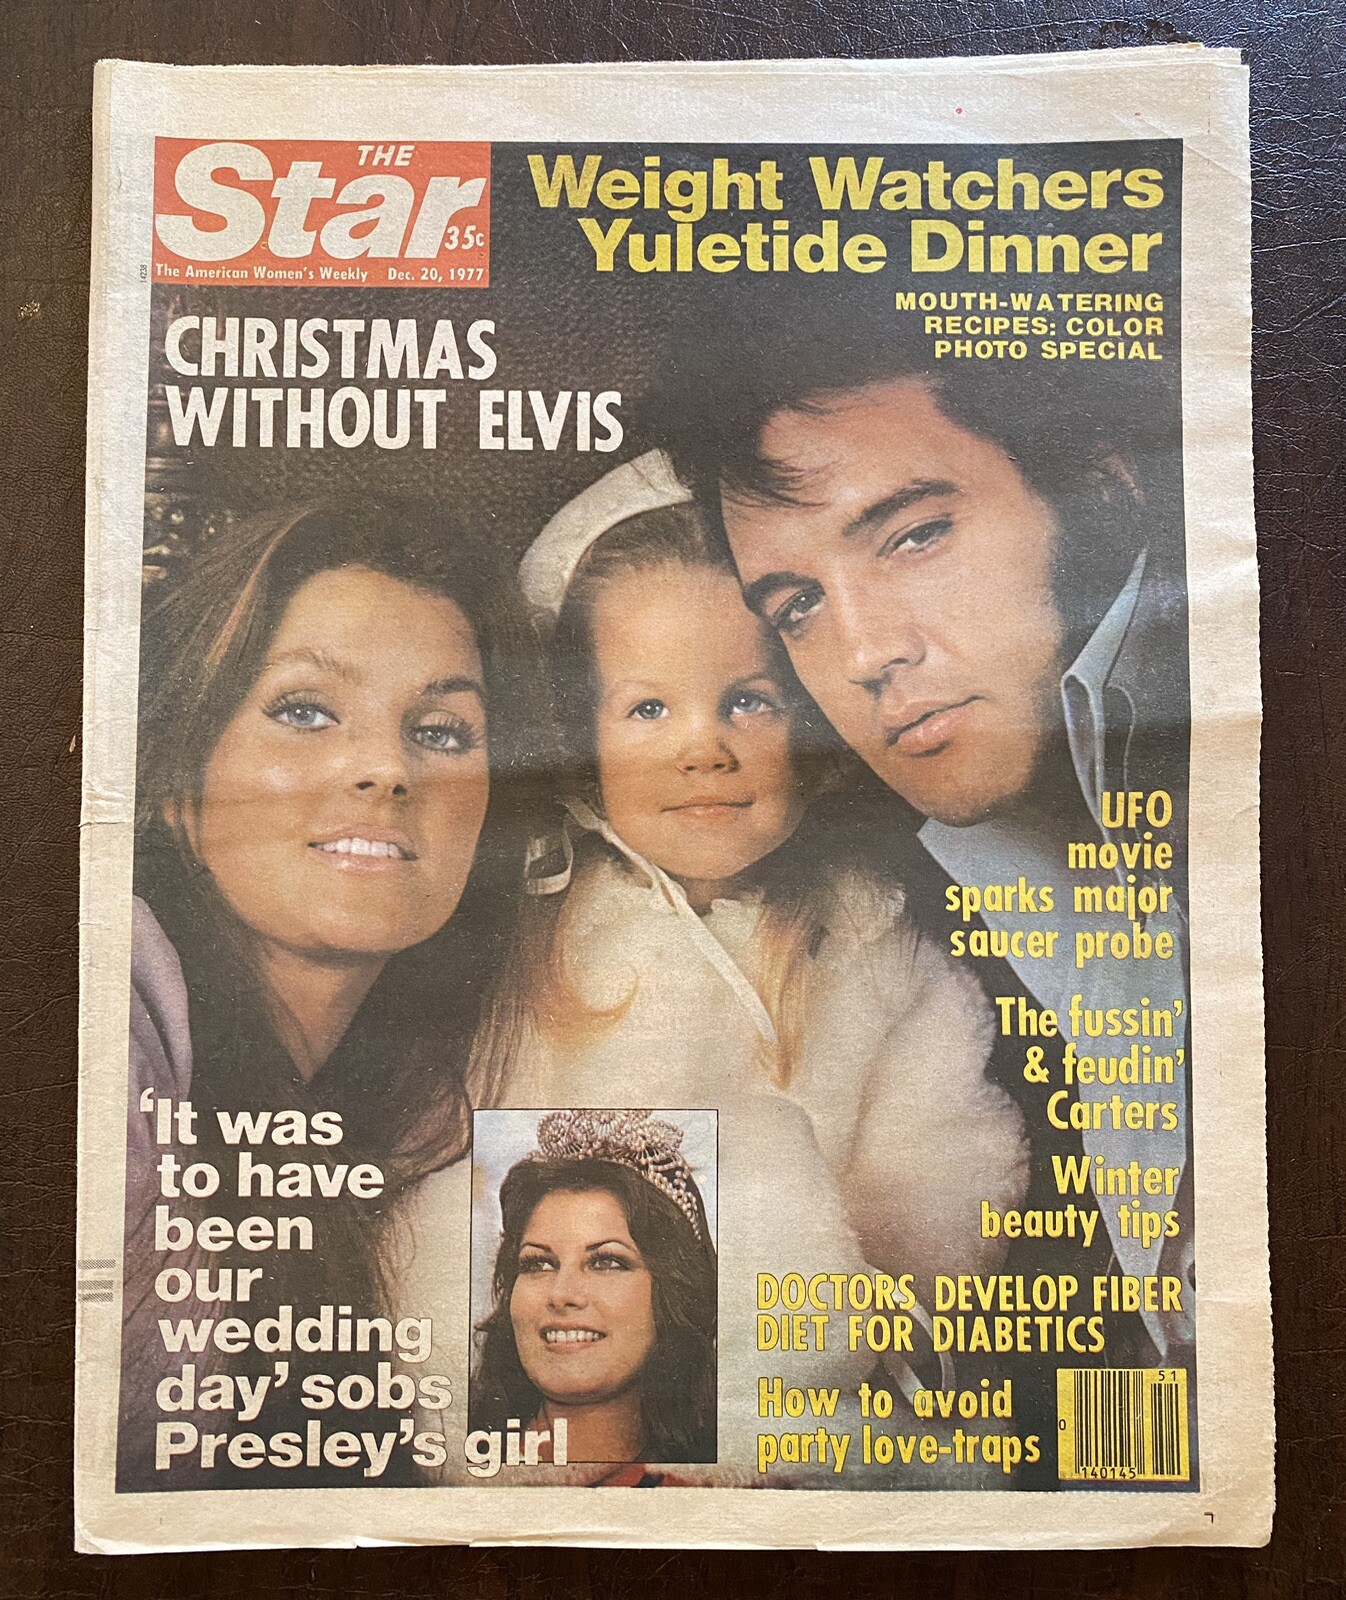 THE
Star
35c
The American Women's Weekly Dec. 20, 1977
Weight Watchers
Yuletide Dinner
MOUTH-WATERING
RECIPES: COLOR
PHOTO SPECIAL
CHRISTMAS
WITHOUT ELVIS
UFO
movie
sparks major
saucer probe
The fussin'
& feudin'
Carters
Winter
beauty tips
'It was
to have
been
our
wedding
day' sobs
Presley's girl
DOCTORS DEVELOP FIBER
DIET FOR DIABETICS
How to avoid
party love-traps
51
0
140145